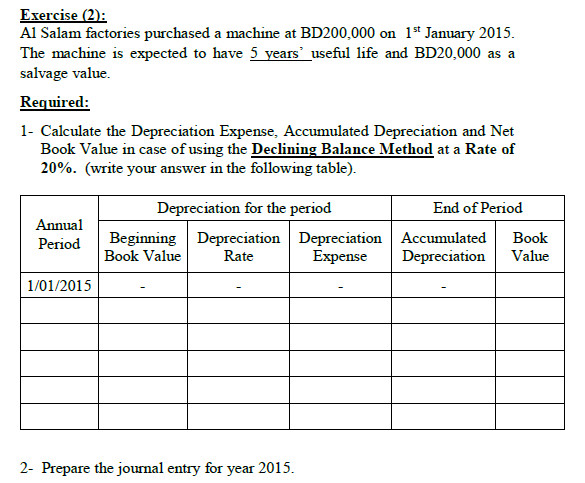 Exercise (2):
Al Salam factories purchased a machine at BD200,000 on 1st January 2015.
The machine is expected to have 5 years' useful life and BD20,000 as a
salvage value.
Required:
1- Calculate the Depreciation Expense, Accumulated Depreciation and Net
Book Value in case of using the Declining Balance Method at a Rate of
20%. (write your answer in the following table).
Annual Period
Depreciation for the period
End of Period
Beginning Book Value
Depreciation Rate
Depreciation Expense
Accumulated Depreciation
Book Value
1/01/2015 - - - -
2- Prepare the journal entry for year 2015.